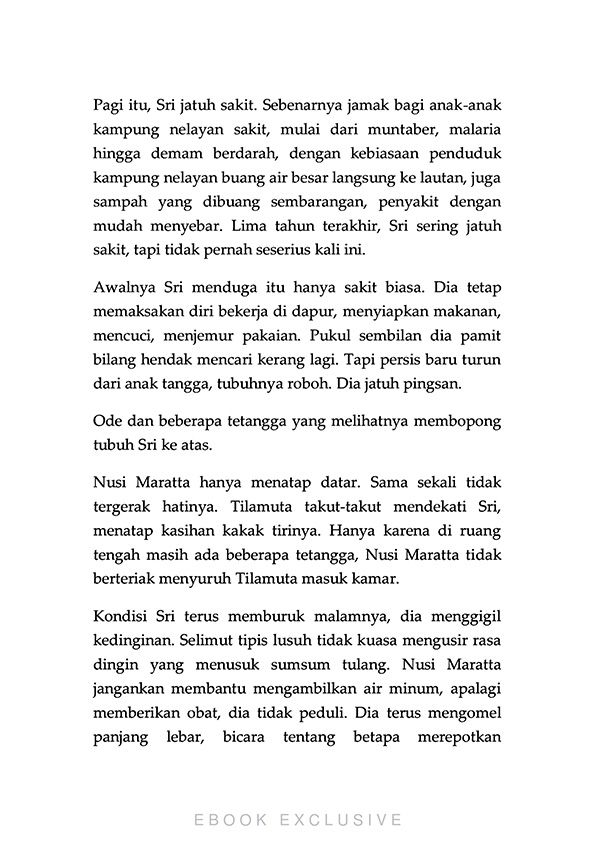 Pagi itu, Sri jatuh sakit. Sebenarnya jamak bagi anak-anak
kampung nelayan sakit, mulai dari muntaber, malaria
hingga demam berdarah, dengan kebiasaan penduduk
kampung nelayan buang air besar langsung ke lautan, juga
sampah yang dibuang sembarangan, penyakit dengan
mudah menyebar. Lima tahun terakhir, Sri sering jatuh
sakit, tapi tidak pernah seserius kali ini.
Awalnya Sri menduga itu hanya sakit biasa. Dia tetap
memaksakan diri bekerja di dapur, menyiapkan makanan,
mencuci, menjemur pakaian. Pukul sembilan dia pamit
bilang hendak mencari kerang lagi. Tapi persis baru turun
dari anak tangga, tubuhnya roboh. Dia jatuh pingsan.
Ode dan beberapa tetangga yang melihatnya membopong
tubuh Sri ke atas.
Nusi Maratta hanya menatap datar. Sama sekali tidak
tergerak hatinya. Tilamuta takut-takut mendekati Sri,
menatap kasihan kakak tirinya. Hanya karena di ruang
tengah masih ada beberapa tetangga, Nusi Maratta tidak
berteriak menyuruh Tilamuta masuk kamar.
Kondisi Sri terus memburuk malamnya, dia menggigil
kedinginan. Selimut tipis lusuh tidak kuasa mengusir rasa
dingin yang menusuk sumsum tulang. Nusi Maratta
jangankan membantu mengambilkan air minum, apalagi
memberikan obat, dia tidak peduli. Dia terus mengomel
panjang lebar, bicara tentang betapa merepotkan
EBOOK EXCLUSIVE